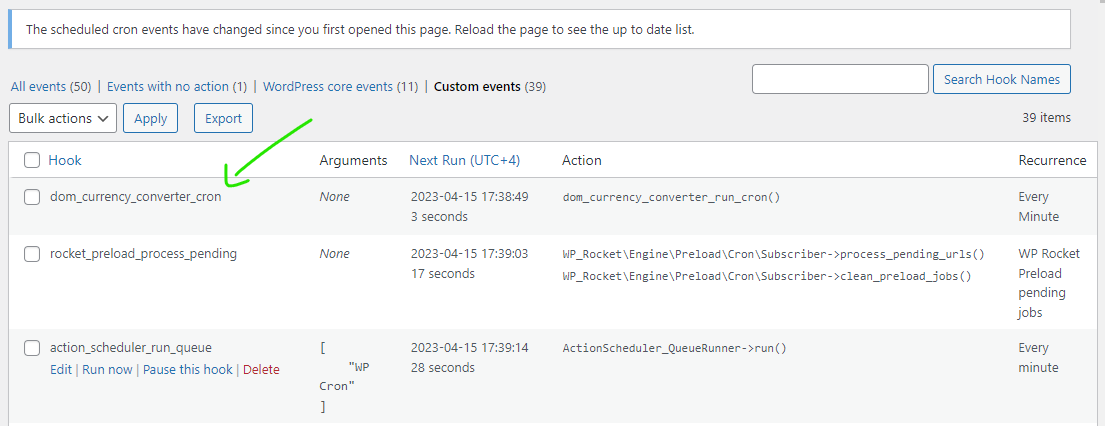 The scheduled cron events have changed since you first opened this page. Reload the page to see the up to date list.
All events (50) | Events with no action (1) | WordPress core events (11) | Custom events (39)
Search Hook Names
Bulk actions
Apply
Export
39 items
Hook Arguments Next Run (UTC+4) Action Recurrence
dom_currency_converter_cron None 2023-04-15 17:38:49 dom_currency_converter_run_cron() Every
3 seconds Minute
rocket_preload_process_pending None 2023-04-15 17:39:03 WP_Rocket\Engine\Preload\Cron\Subscriber->process_pending_urls() WP Rocket
17 seconds WP_Rocket\Engine\Preload\Cron\Subscriber->clean_preload_jobs() Preload
pending
jobs
action_scheduler_run_queue [ 2023-04-15 17:39:14 ActionScheduler_QueueRunner->run() Every
Edit | Run now | Pause this hook | Delete "WP 28 seconds minute
Cron"
]